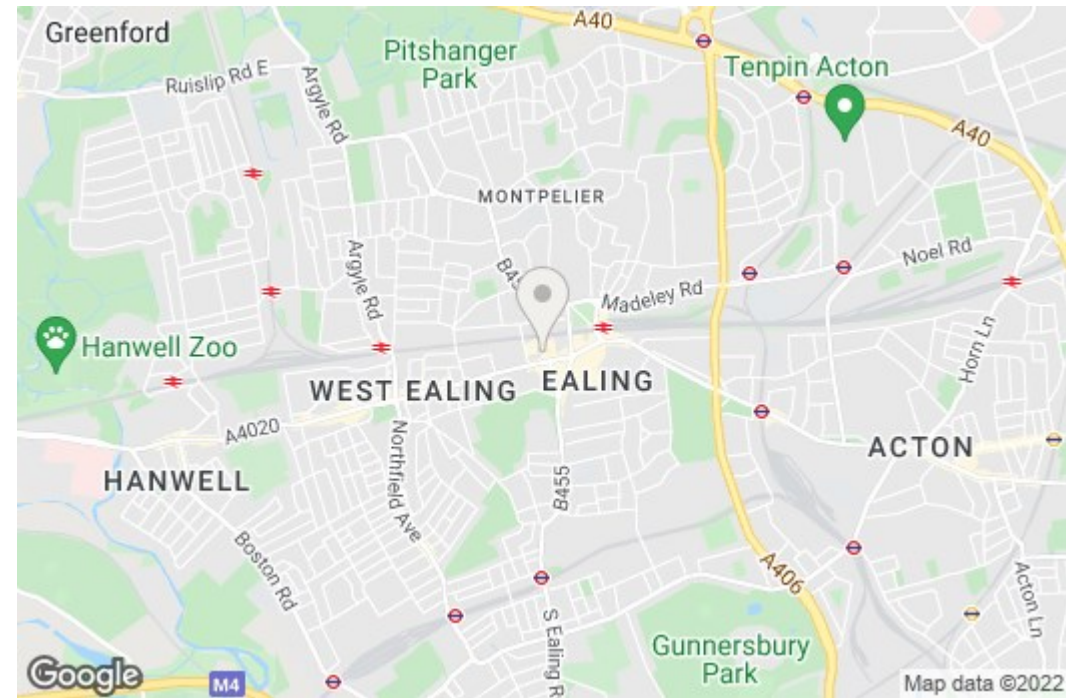 A40
Greenford
Pitshanger
Park
Tenpin Acton
Ruislip Rd E
Argyle Rd
A40
MONTPELIER
Noel Rd
Argyle Rd
Madeley Rd
Hanwell Zoo
Horn Ln
WEST EALING
EALING
A4020
ACTON
HANWELL
Northfield Ave
B455
Boston Rd
A406
Acton Ln
S Ealing R
Gunnersbury
Park
Google
M4
Map data ©2022